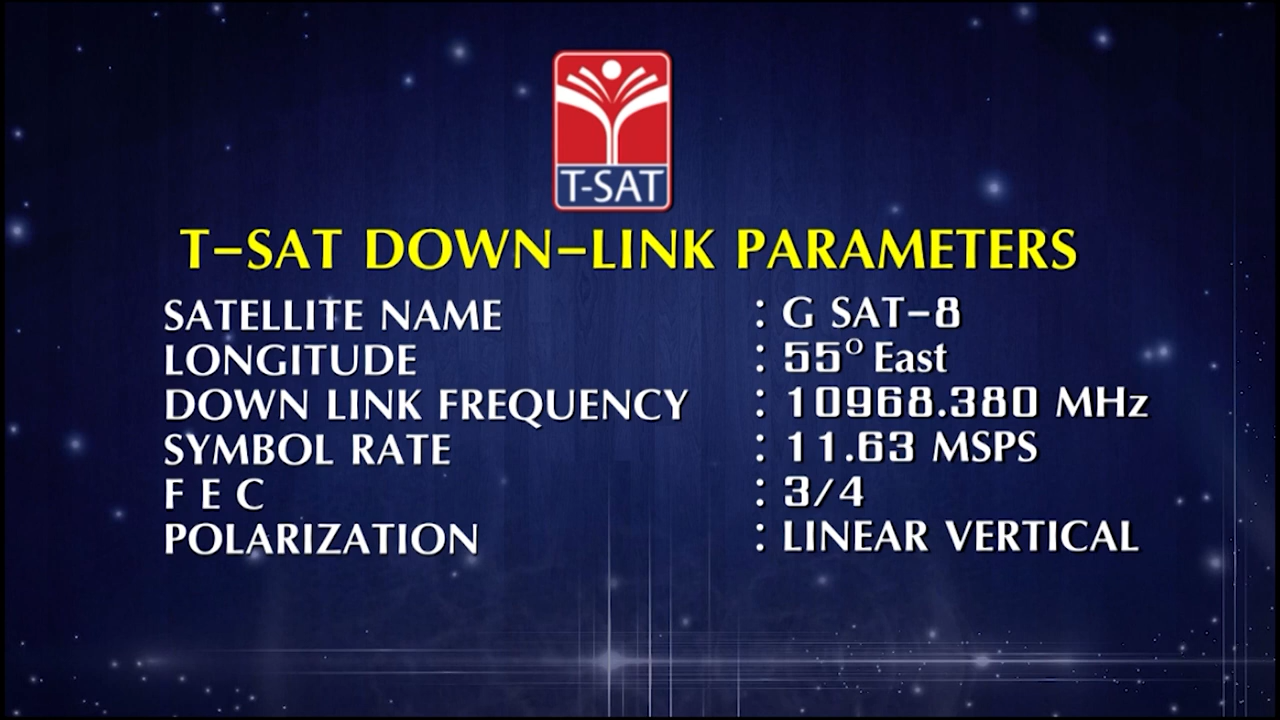 T-SAT
T-SAT DOWN-LINK PARAMETERS
SATELLITE NAME : G SAT-8
LONGITUDE : 55° East
DOWN LINK FREQUENCY : 10968.380 MHz
SYMBOL RATE : 11.63 MSPS
F E C : 3/4
POLARIZATION : LINEAR VERTICAL